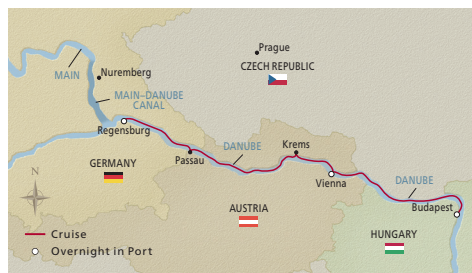 Prague
CZECH REPUBLIC
MAIN
Nuremberg
MAIN–DANUBE
CANAL
Regensburg
DANUBE
Krems
GERMANY
Passau
Vienna
DANUBE
N
AUSTRIA
Budapest
Cruise
HUNGARY
Overnight in Port